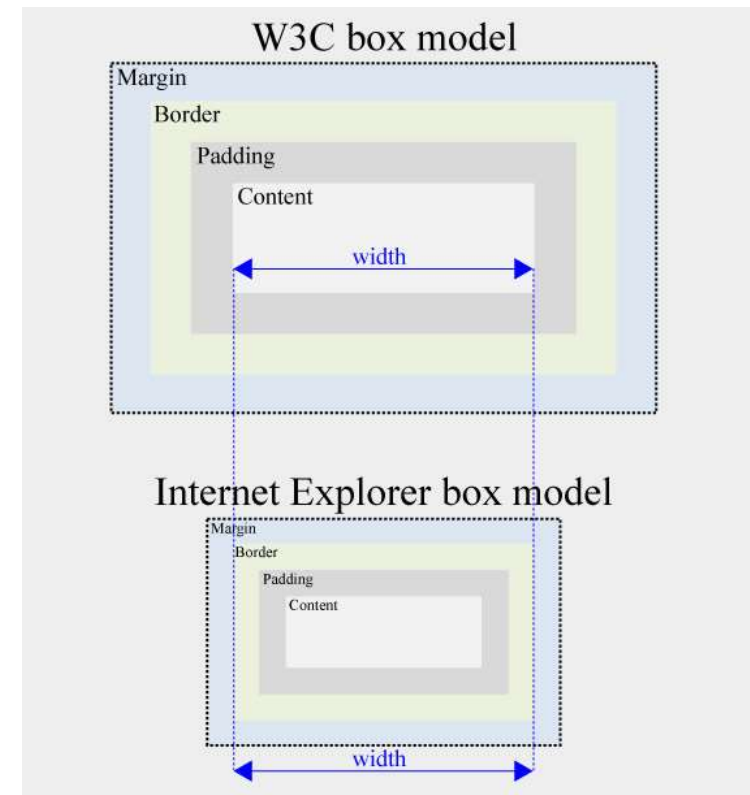 W3C box model
Margin
Border
Padding
Content
width
Internet Explorer box model
Margin
Border
Padding
Content
width